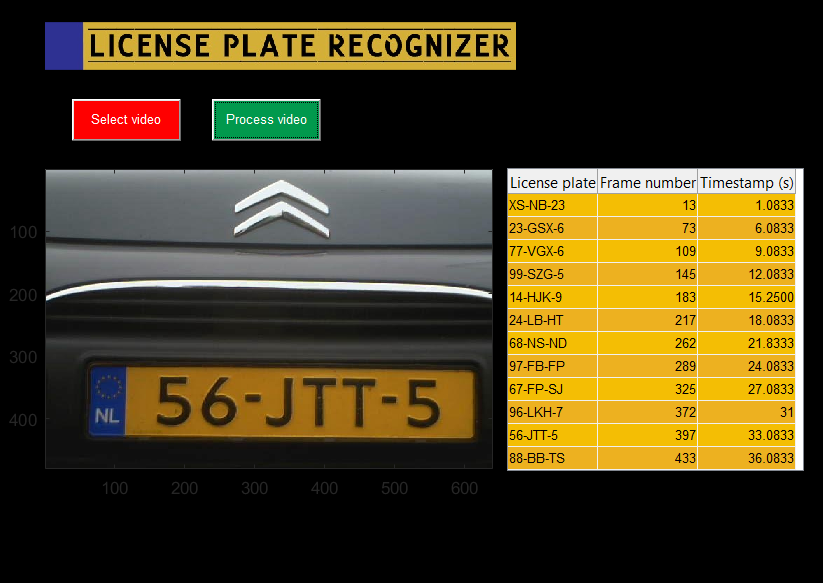 LICENSE PLATE RECOGNIZER
Select video Process video
License plate Frame number Timestamp (s)
XS-NB-23 13 1.0833
23-GSX-6 73 6.0833
77-VGX-6 109 9.0833
99-SZG-5 145 12.0833
14-HJK-9 183 15.2500
24-LB-HT 217 18.0833
68-NS-ND 262 21.8333
97-FB-FP 289 24.0833
67-FP-SJ 325 27.0833
96-LKH-7 372 31
56-JTT-5 397 33.0833
88-BB-TS 433 36.0833
100
200
300
400
NL 56-JTT-5
100 200 300 400 500 600